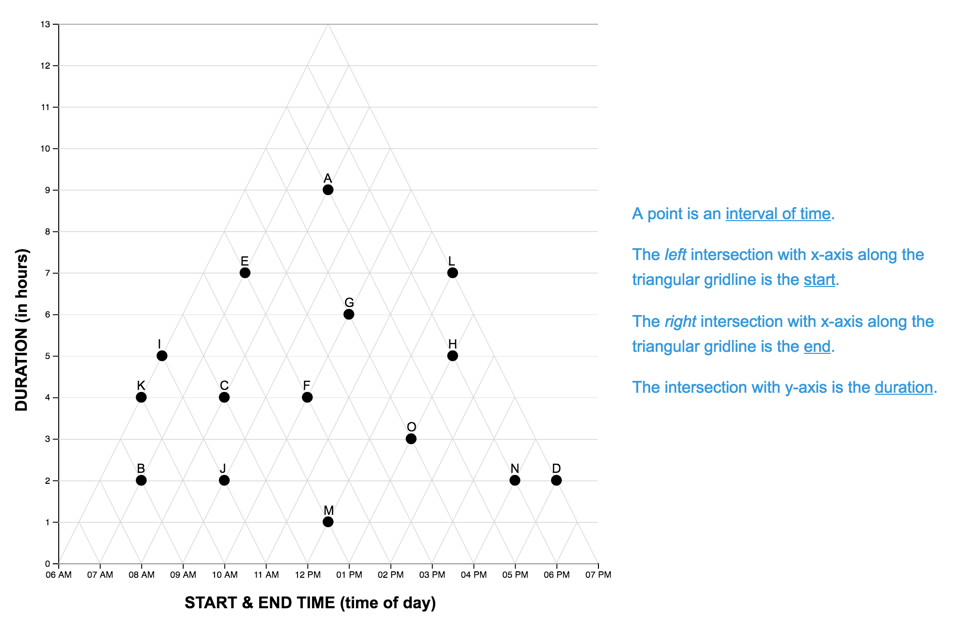 13
12
11
10
9
8
7
6
5
4
3
2
1
0
DURATION (in hours)
A
E
L
G
I
H
K
C
F
O
B
J
N
D
M
06 AM 07 AM 08 AM 09 AM 10 AM 11 AM 12 PM 01 PM 02 PM 03 PM 04 PM 05 PM 06 PM 07 PM
START & END TIME (time of day)
A point is an interval of time.
The left intersection with x-axis along the
triangular gridline is the start.
The right intersection with x-axis along the
triangular gridline is the end.
The intersection with y-axis is the duration.